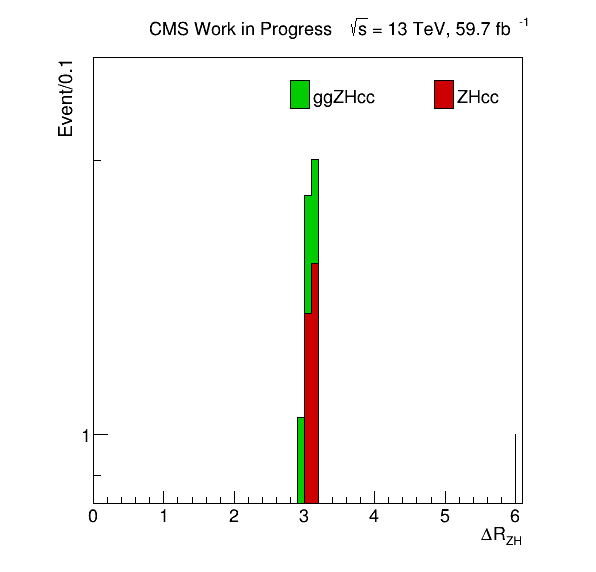 CMS Work in Progress √s = 13 TeV, 59.7 fb⁻¹
Event/0.1
ggZHcc ZHcc
1
0 1 2 3 4 5 6
ΔR_ZH